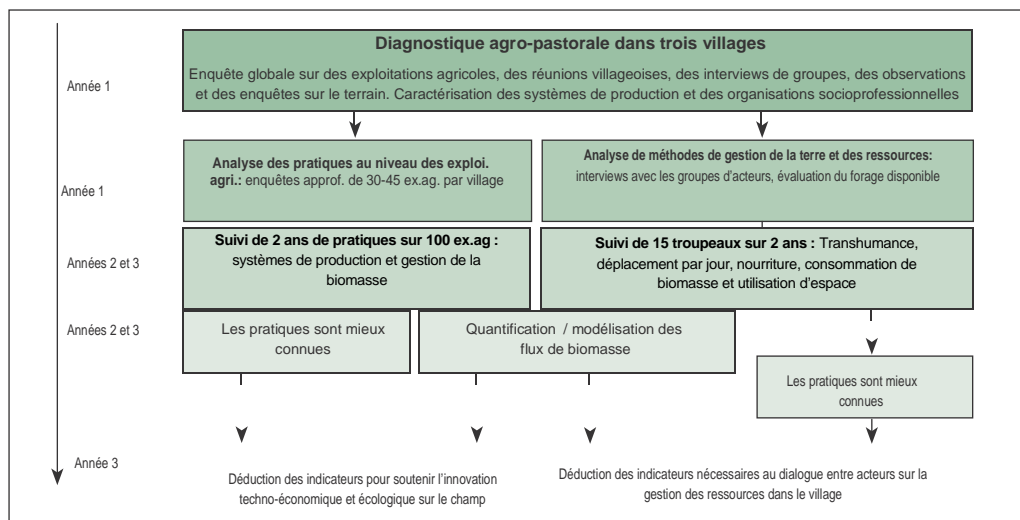 Diagnostique agro-pastorale dans trois villages
Enquête globale sur des exploitations agricoles, des réunions villageoises, des interviews de groupes, des observations
et des enquêtes sur le terrain. Caractérisation des systèmes de production et des organisations socioprofessionnelles
Année 1
Analyse des pratiques au niveau des exploi.
agri.: enquêtes approf. de 30-45 ex.ag. par village
Analyse de méthodes de gestion de la terre et des ressources:
interviews avec les groupes d'acteurs, évaluation du forage disponible
Année 1
Suivi de 2 ans de pratiques sur 100 ex.ag :
systèmes de production et gestion de la
biomasse
Suivi de 15 troupeaux sur 2 ans : Transhumance,
déplacement par jour, nourriture, consommation de
biomasse et utilisation d'espace
Années 2 et 3
Années 2 et 3
Les pratiques sont mieux
connues
Quantification / modélisation des
flux de biomasse
Les pratiques sont mieux
connues
Année 3
Déduction des indicateurs pour soutenir l'innovation
techno-économique et écologique sur le champ
Déduction des indicateurs nécessaires au dialogue entre acteurs sur la
gestion des ressources dans le village